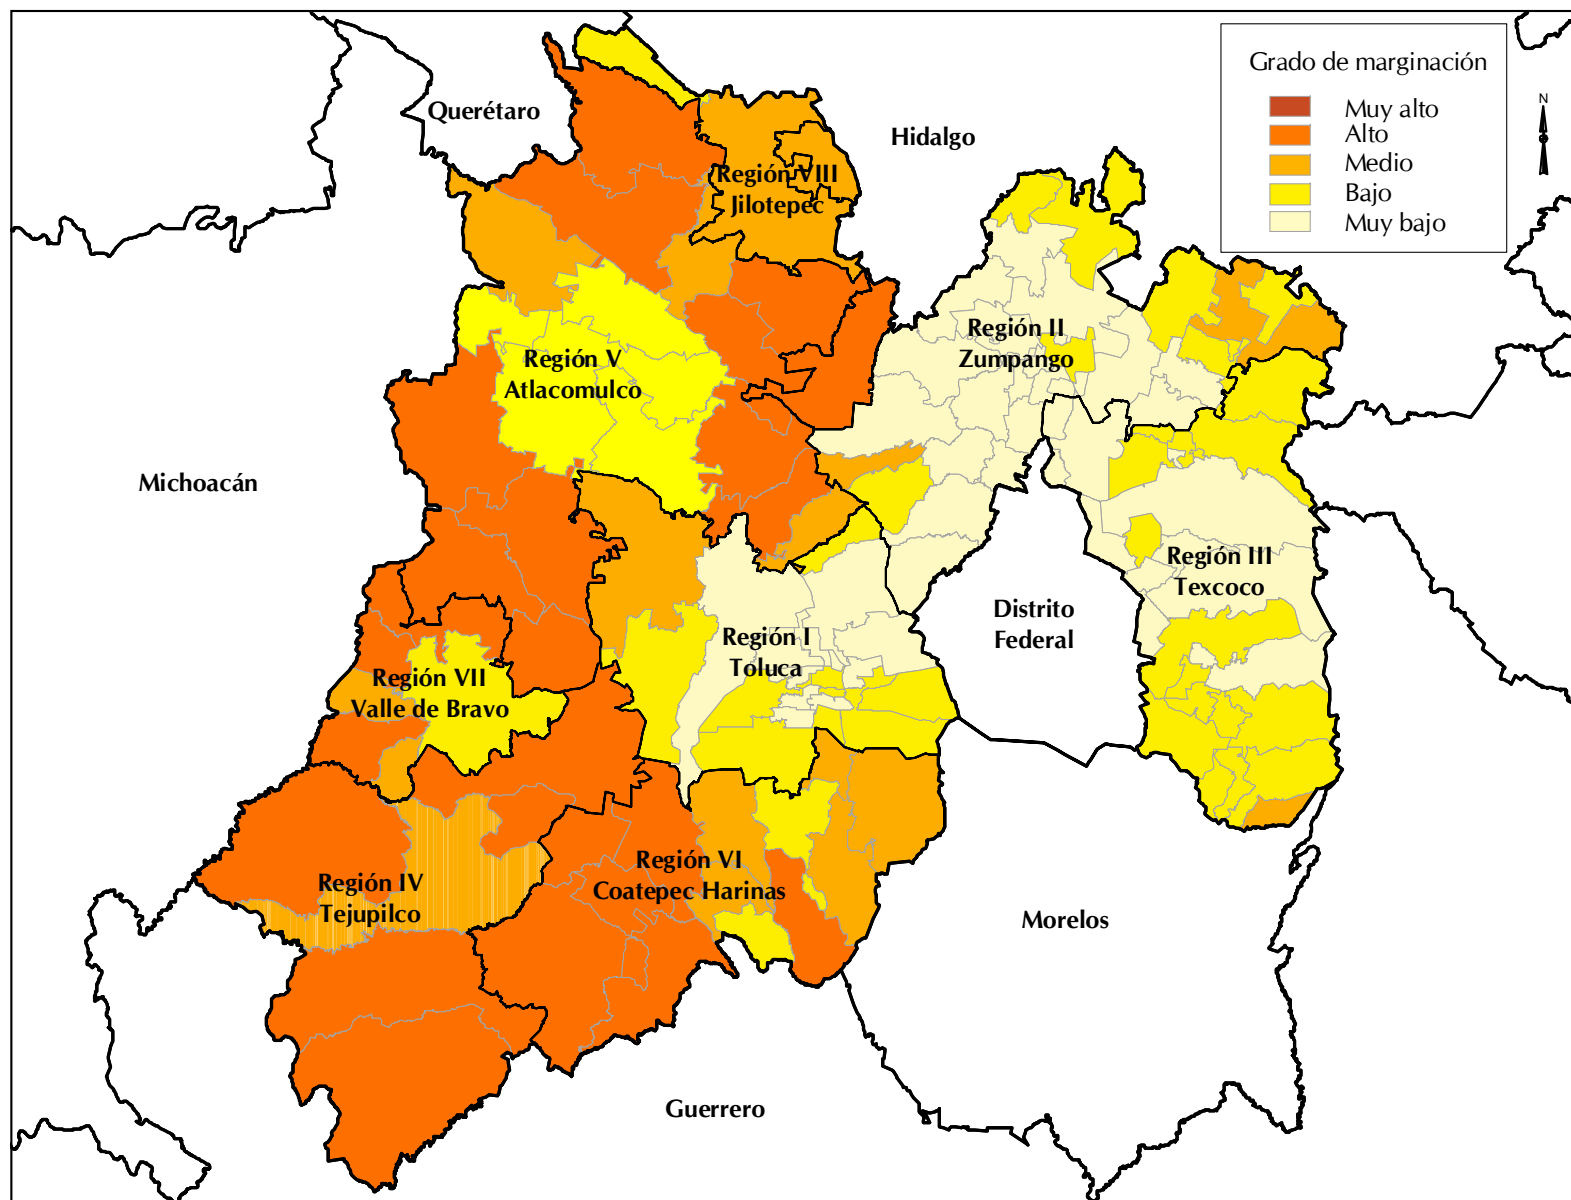 Grado de marginación
Muy alto
Alto
Medio
Bajo
Muy bajo
N
Querétaro
Hidalgo
Región VIII
Jilotepec
Región II
Zumpango
Región V
Atlacomulco
Michoacán
Región III
Texcoco
Distrito
Federal
Región I
Toluca
Región VII
Valle de Bravo
Región VI
Coatepec Harinas
Región IV
Tejupilco
Morelos
Guerrero